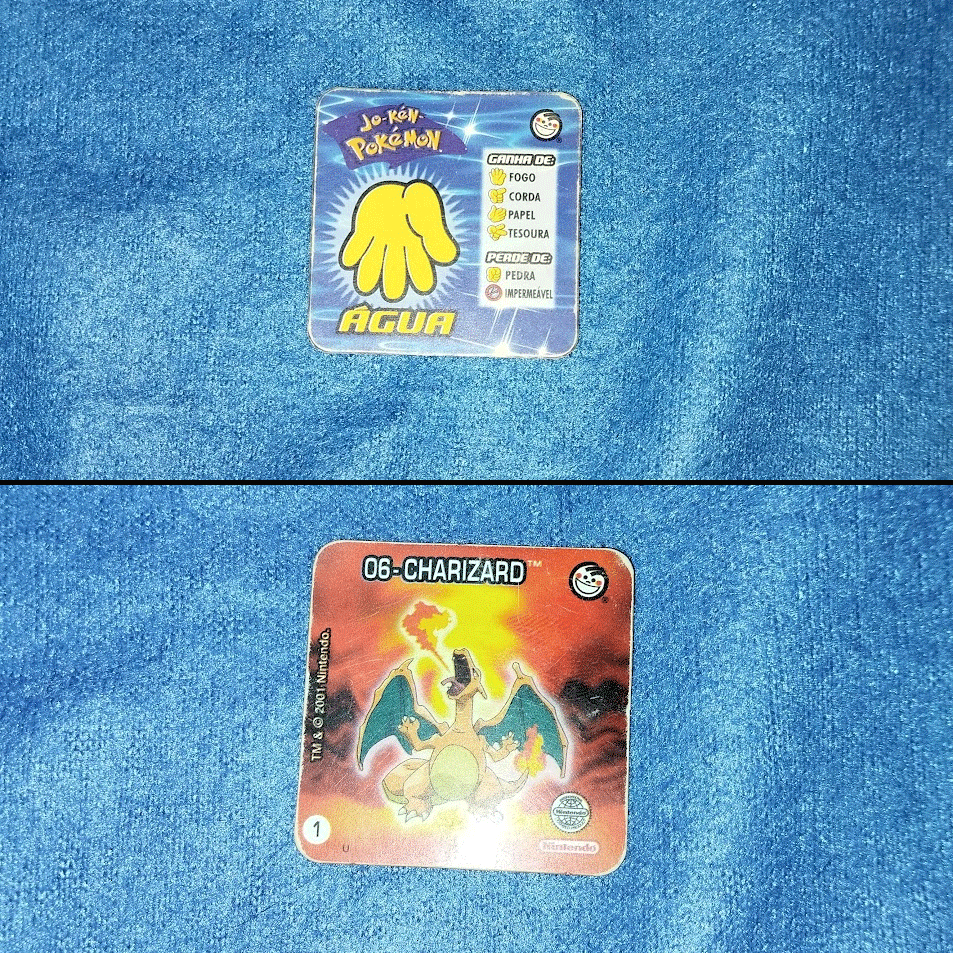 JO-KÉN-
POKÉMON
GANHA DE:
FOGO
CORDA
PAPEL
TESOURA
PERDE DE:
PEDRA
IMPERMEÁVEL
ÁGUA
®
06-CHARIZARD™
®
TM & © 2001 Nintendo.
Nintendo
1
U
Nintendo